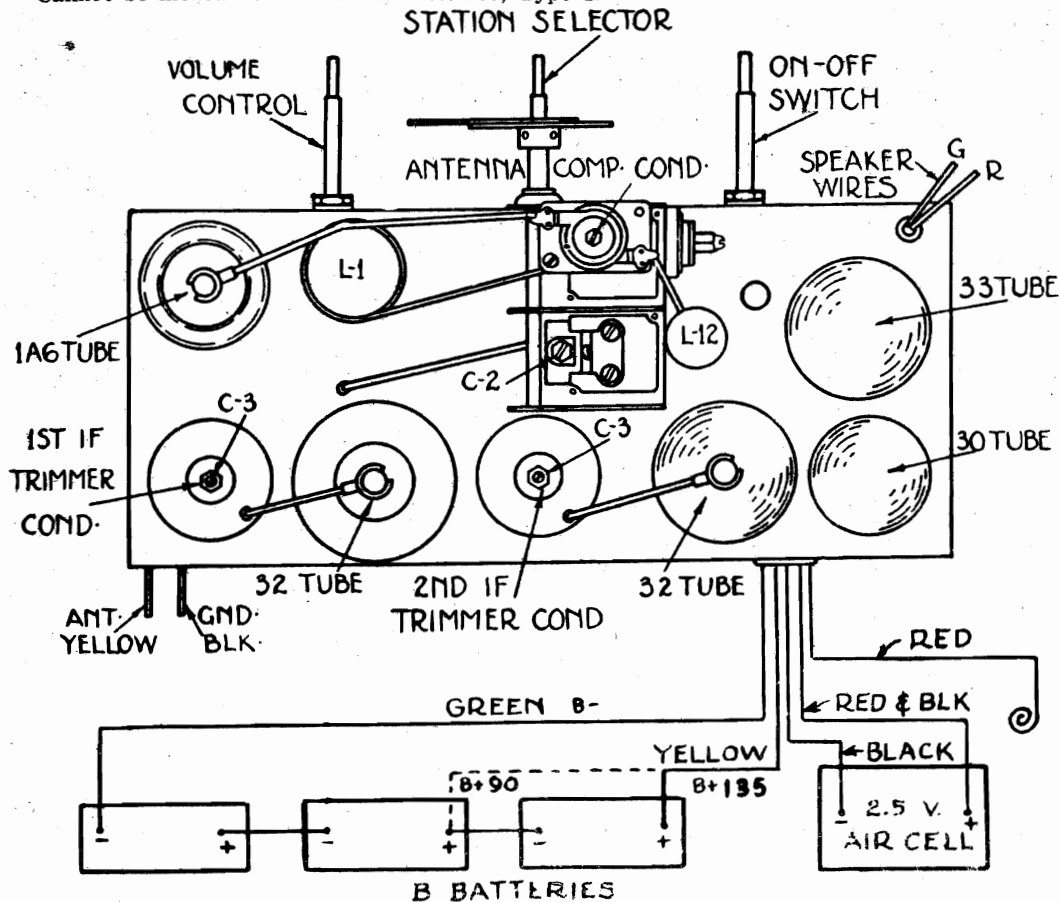 STATION SELECTOR
VOLUME
CONTROL
ON-OFF
SWITCH
ANTENNA COMP. COND.
SPEAKER
WIRES
G
R
L-1
33 TUBE
1A6 TUBE
L-12
C-2
C-3
C-3
1ST IF
TRIMMER
COND.
30 TUBE
32 TUBE
2ND IF
TRIMMER COND
32 TUBE
ANT.
YELLOW
GND.
BLK.
RED
GREEN B-
RED & BLK
YELLOW
BLACK
B+90
B+135
- +
- +
- +
- 2.5 V. +
AIR CELL
B BATTERIES